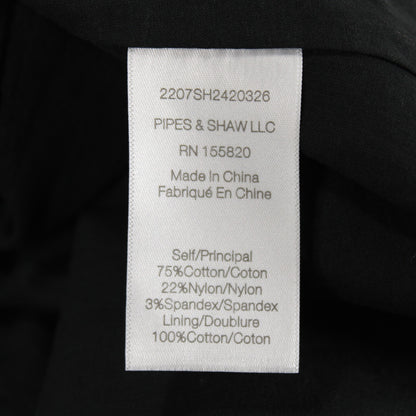 2207SH2420326
PIPES & SHAW LLC
RN 155820
Made In China
Fabriqué En Chine
Self/Principal
75%Cotton/Coton
22%Nylon/Nylon
3%Spandex/Spandex
Lining/Doublure
100%Cotton/Coton